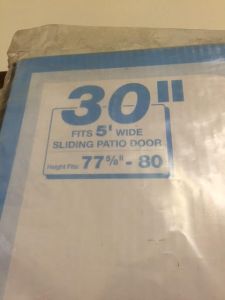 30"
FITS 5' WIDE
SLIDING PATIO DOOR
Height Fits: 77⅝" - 80